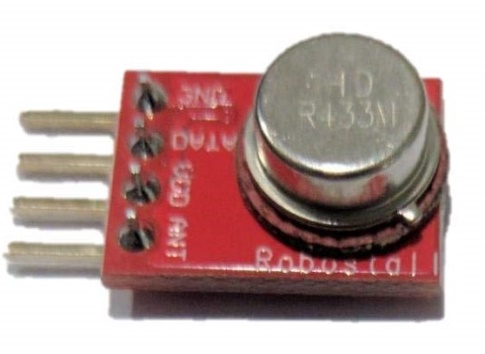 HD
R433M
GND
DATA
VCC
ANT
Robostall